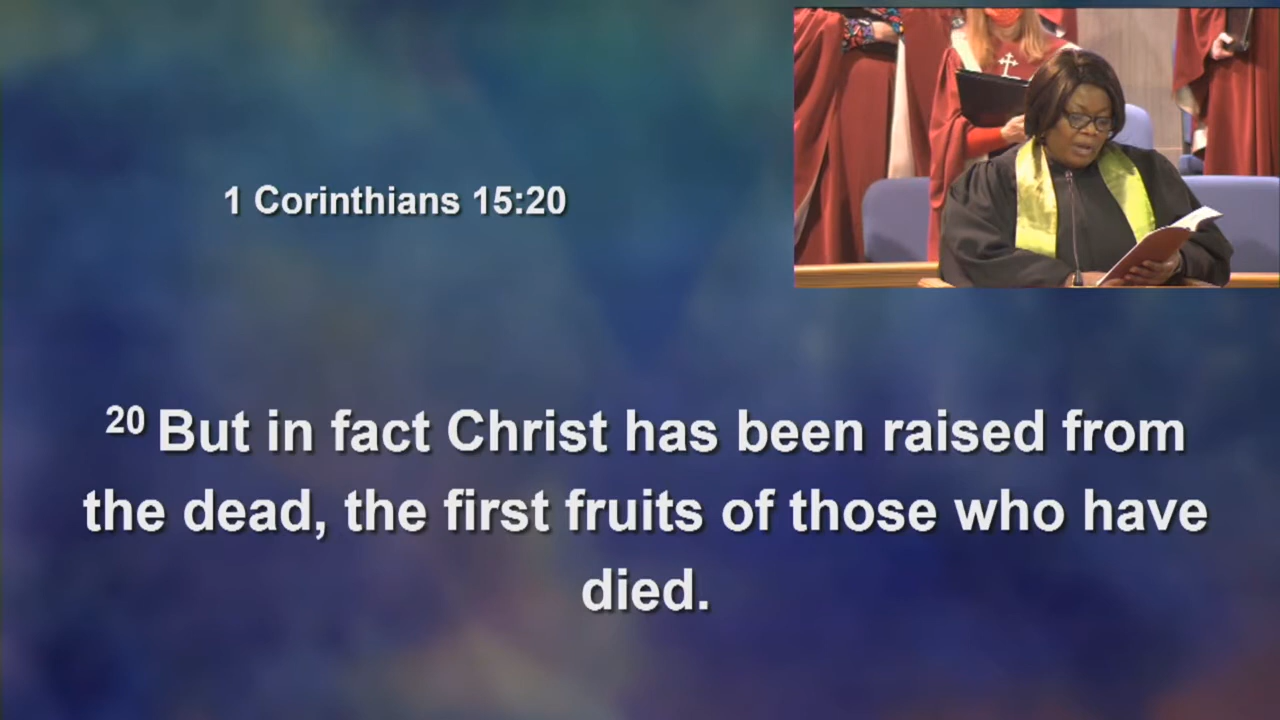 1 Corinthians 15:20
20 But in fact Christ has been raised from
the dead, the first fruits of those who have
died.